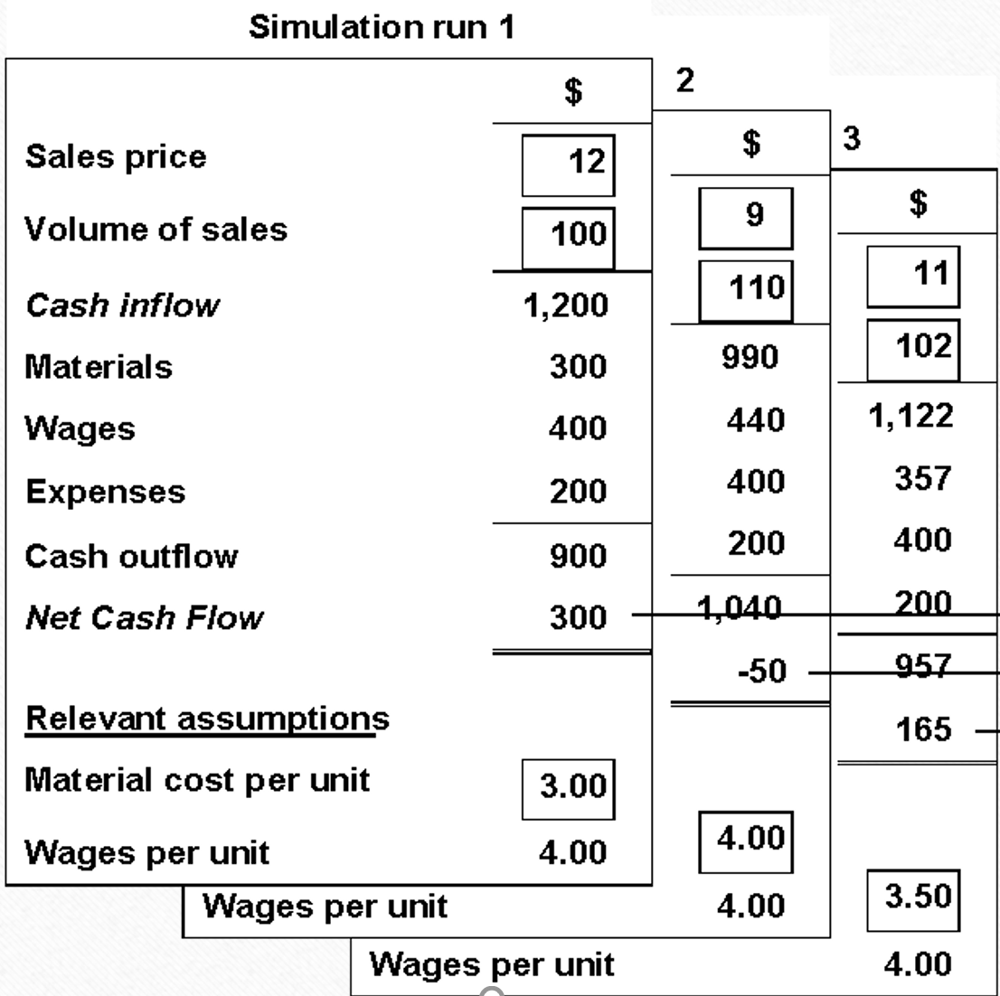 Simulation run 1
$
Sales price 12
Volume of sales 100
Cash inflow 1,200
Materials 300
Wages 400
Expenses 200
Cash outflow 900
Net Cash Flow 300
Relevant assumptions
Material cost per unit 3.00
Wages per unit 4.00
2
$
9
110
990
440
400
200
1,040
-50
4.00
Wages per unit 4.00
3
$
11
102
1,122
357
400
200
957
165
3.50
Wages per unit 4.00